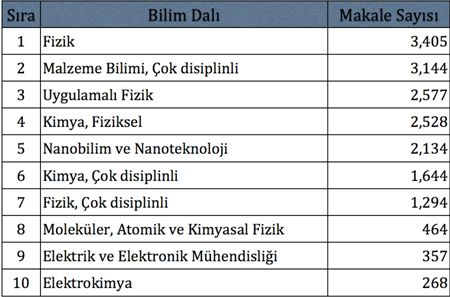 Sıra Bilim Dalı Makale Sayısı
1 Fizik 3,405
2 Malzeme Bilimi, Çok disiplinli 3,144
3 Uygulamalı Fizik 2,577
4 Kimya, Fiziksel 2,528
5 Nanobilim ve Nanoteknoloji 2,134
6 Kimya, Çok disiplinli 1,644
7 Fizik, Çok disiplinli 1,294
8 Moleküler, Atomik ve Kimyasal Fizik 464
9 Elektrik ve Elektronik Mühendisliği 357
10 Elektrokimya 268